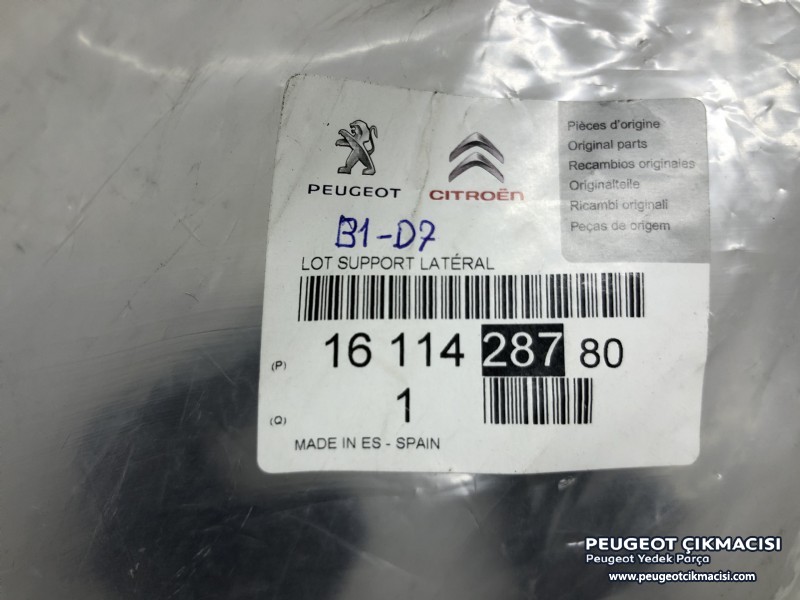 PEUGEOT
CITROËN
Pièces d'origine
Original parts
Recambios originales
Originalteile
Ricambi originali
Peças de origem
B1-D7
LOT SUPPORT LATÉRAL
(P) 16 114 287 80
(Q) 1
MADE IN ES - SPAIN
PEUGEOT ÇIKMACISI
Peugeot Yedek Parça
www.peugeotcikmacisi.com